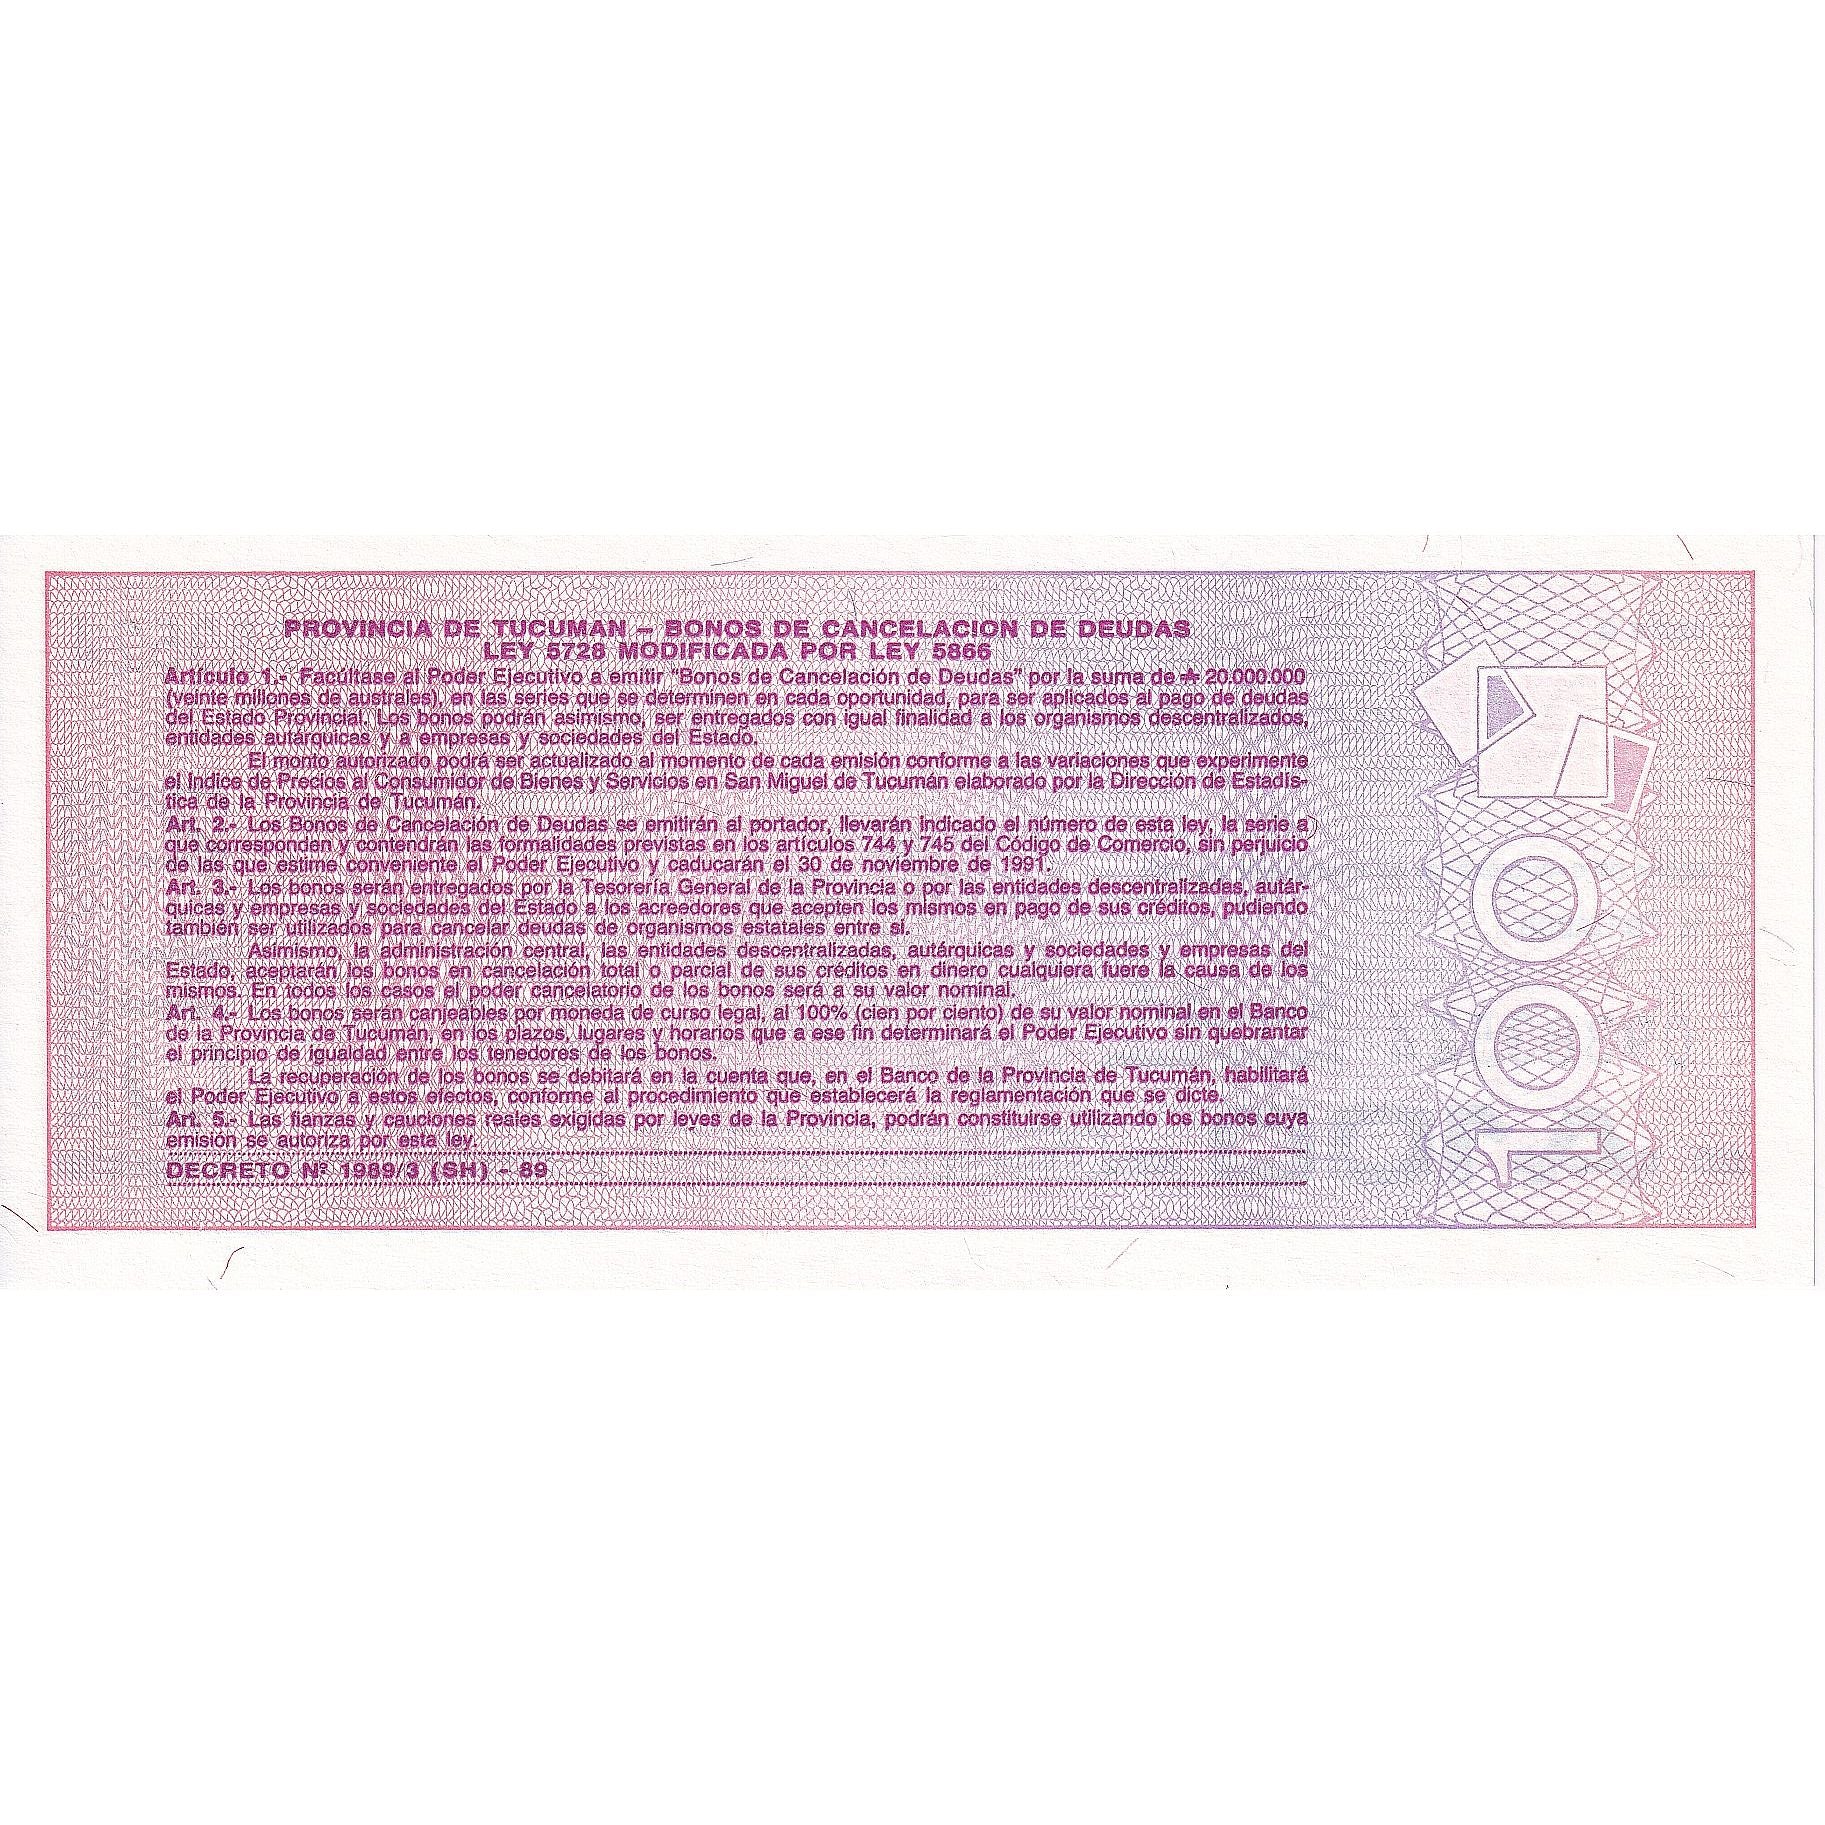 PROVINCIA DE TUCUMAN – BONOS DE CANCELACION DE DEUDAS
LEY 5728 MODIFICADA POR LEY 5866
Artículo 1.- Facúltase al Poder Ejecutivo a emitir "Bonos de Cancelación de Deudas" por la suma de ₳ 20.000.000
(veinte millones de australes), en las series que se determinen en cada oportunidad, para ser aplicados al pago de deudas
del Estado Provincial. Los bonos podrán asimismo, ser entregados con igual finalidad a los organismos descentralizados,
entidades autárquicas y a empresas y sociedades del Estado.
El monto autorizado podrá ser actualizado al momento de cada emisión conforme a las variaciones que experimente
el Indice de Precios al Consumidor de Bienes y Servicios en San Miguel de Tucumán elaborado por la Dirección de Estadís-
tica de la Provincia de Tucumán.
Art. 2.- Los Bonos de Cancelación de Deudas se emitirán al portador, llevarán indicado el número de esta ley, la serie a
que corresponden y contendrán las formalidades previstas en los artículos 744 y 745 del Código de Comercio, sin perjuicio
de las que estime conveniente el Poder Ejecutivo y caducarán el 30 de noviembre de 1991.
Art. 3.- Los bonos serán entregados por la Tesorería General de la Provincia o por las entidades descentralizadas, autár-
quicas y empresas y sociedades del Estado a los acreedores que acepten los mismos en pago de sus créditos, pudiendo
también ser utilizados para cancelar deudas de organismos estatales entre sí.
Asimismo, la administración central, las entidades descentralizadas, autárquicas y sociedades y empresas del
Estado, aceptarán los bonos en cancelación total o parcial de sus créditos en dinero cualquiera fuere la causa de los
mismos. En todos los casos el poder cancelatorio de los bonos será a su valor nominal.
Art. 4.- Los bonos serán canjeables por moneda de curso legal, al 100% (cien por ciento) de su valor nominal en el Banco
de la Provincia de Tucumán, en los plazos, lugares y horarios que a ese fin determinará el Poder Ejecutivo sin quebrantar
el principio de igualdad entre los tenedores de los bonos.
La recuperación de los bonos se debitará en la cuenta que, en el Banco de la Provincia de Tucumán, habilitará
el Poder Ejecutivo a estos efectos, conforme al procedimiento que establecerá la reglamentación que se dicte.
Art. 5.- Las fianzas y cauciones reales exigidas por leyes de la Provincia, podrán constituirse utilizando los bonos cuya
emisión se autoriza por esta ley.
DECRETO Nº 1989/3 (SH) - 89
100